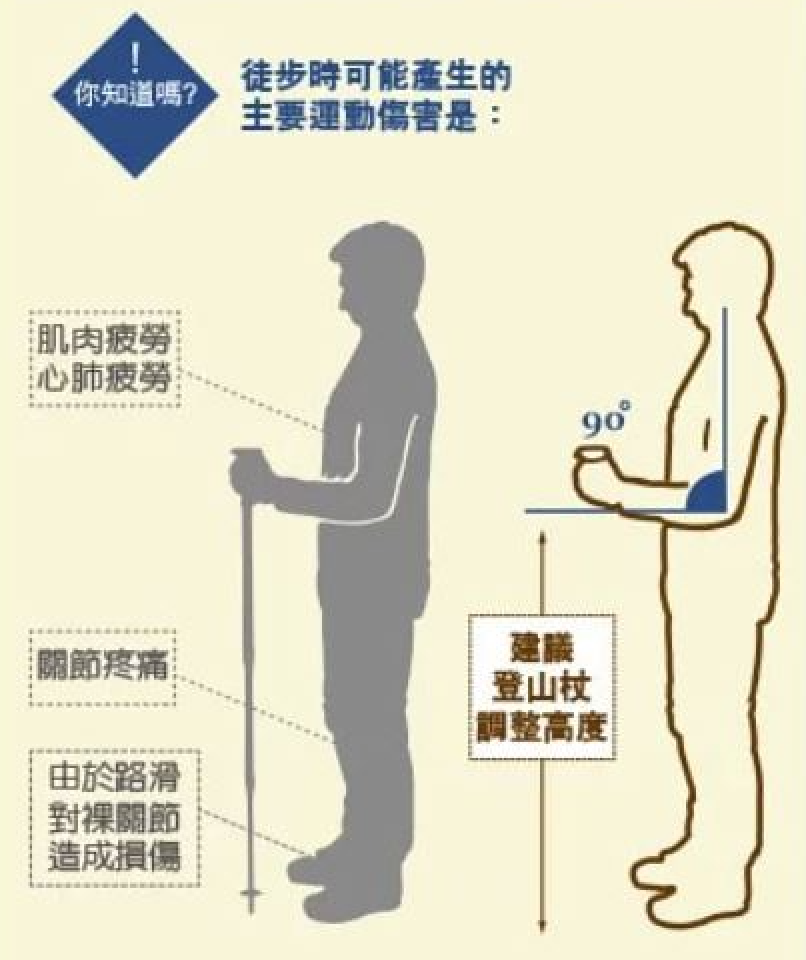 !
你知道嗎?
徒步時可能產生的
主要運動傷害是：
肌肉疲勞
心肺疲勞
90°
關節疼痛
建議
登山杖
調整高度
由於路滑
對裸關節
造成損傷